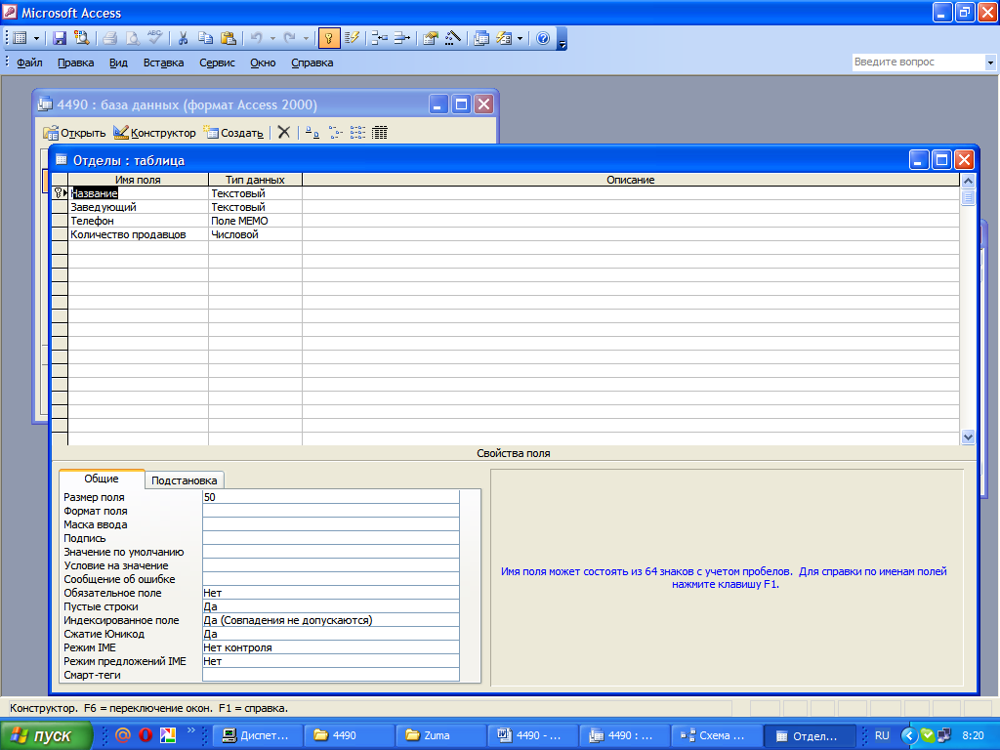 Microsoft Access
Файл Правка Вид Вставка Сервис Окно Справка
Введите вопрос
4490 : база данных (формат Access 2000)
Открыть Конструктор Создать
Отделы : таблица
Имя поля Тип данных Описание
Название Текстовый
Заведующий Текстовый
Телефон Поле МЕМО
Количество продавцов Числовой
Свойства поля
Общие Подстановка
Размер поля 50
Формат поля
Маска ввода
Подпись
Значение по умолчанию
Условие на значение
Сообщение об ошибке
Обязательное поле Нет
Пустые строки Да
Индексированное поле Да (Совпадения не допускаются)
Сжатие Юникод Да
Режим IME Нет контроля
Режим предложений IME Нет
Смарт-теги
Имя поля может состоять из 64 знаков с учетом пробелов. Для справки по именам полей
нажмите клавишу F1.
Конструктор. F6 = переключение окон. F1 = справка.
пуск Диспет... 4490 Zuma 4490 - ... 4490 : ... Схема ... Отдел... RU 8:20